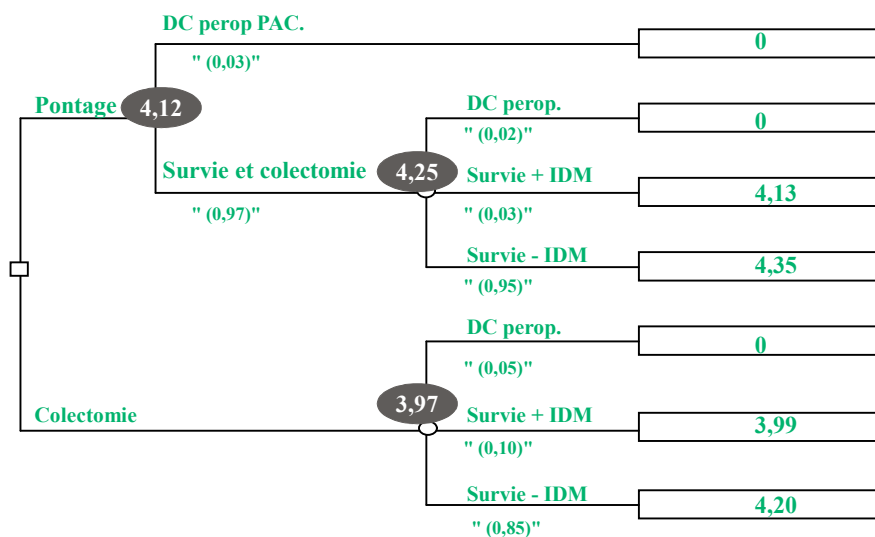 DC perop PAC.
" (0,03)"
0
Pontage
4,12
DC perop.
" (0,02)"
0
Survie et colectomie
" (0,97)"
4,25
Survie + IDM
" (0,03)"
4,13
Survie - IDM
" (0,95)"
4,35
DC perop.
" (0,05)"
0
Colectomie
3,97
Survie + IDM
" (0,10)"
3,99
Survie - IDM
" (0,85)"
4,20